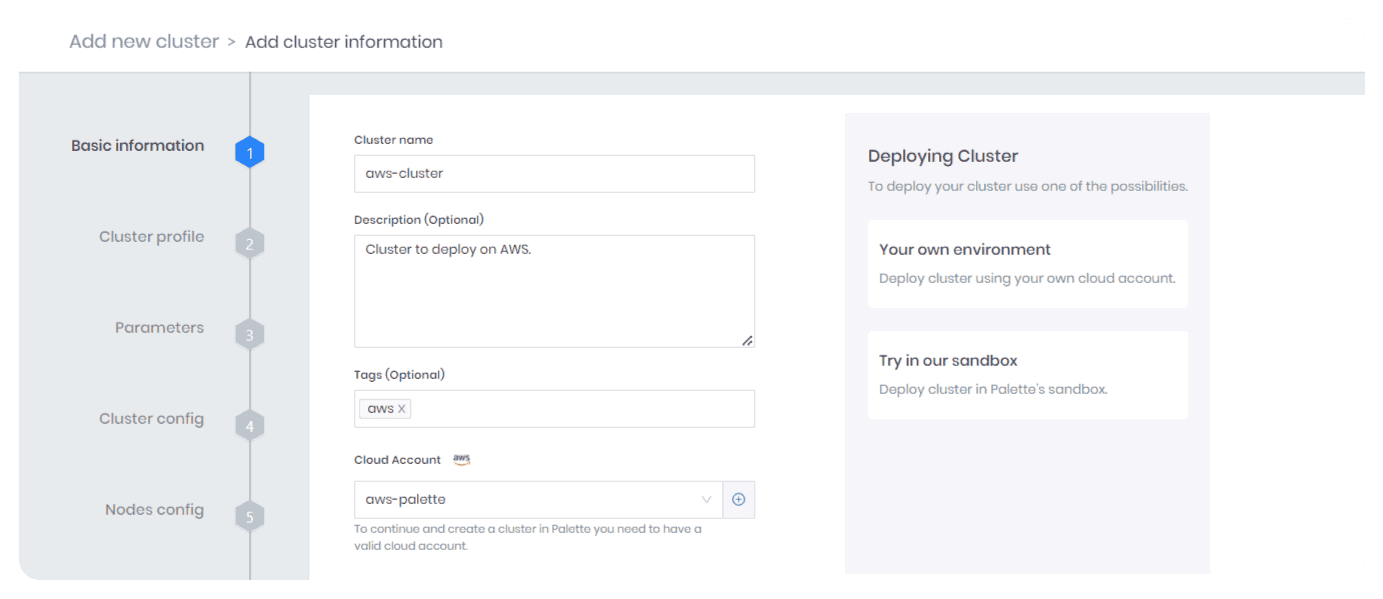 Add new cluster > Add cluster information
Basic information
1
Cluster profile
2
Parameters
3
Cluster config
4
Nodes config
5
Cluster name
aws-cluster
Description (Optional)
Cluster to deploy on AWS.
Tags (Optional)
aws X
Cloud Account aws
aws-palette
To continue and create a cluster in Palette you need to have a
valid cloud account.
Deploying Cluster
To deploy your cluster use one of the possibilities.
Your own environment
Deploy cluster using your own cloud account.
Try in our sandbox
Deploy cluster in Palette's sandbox.